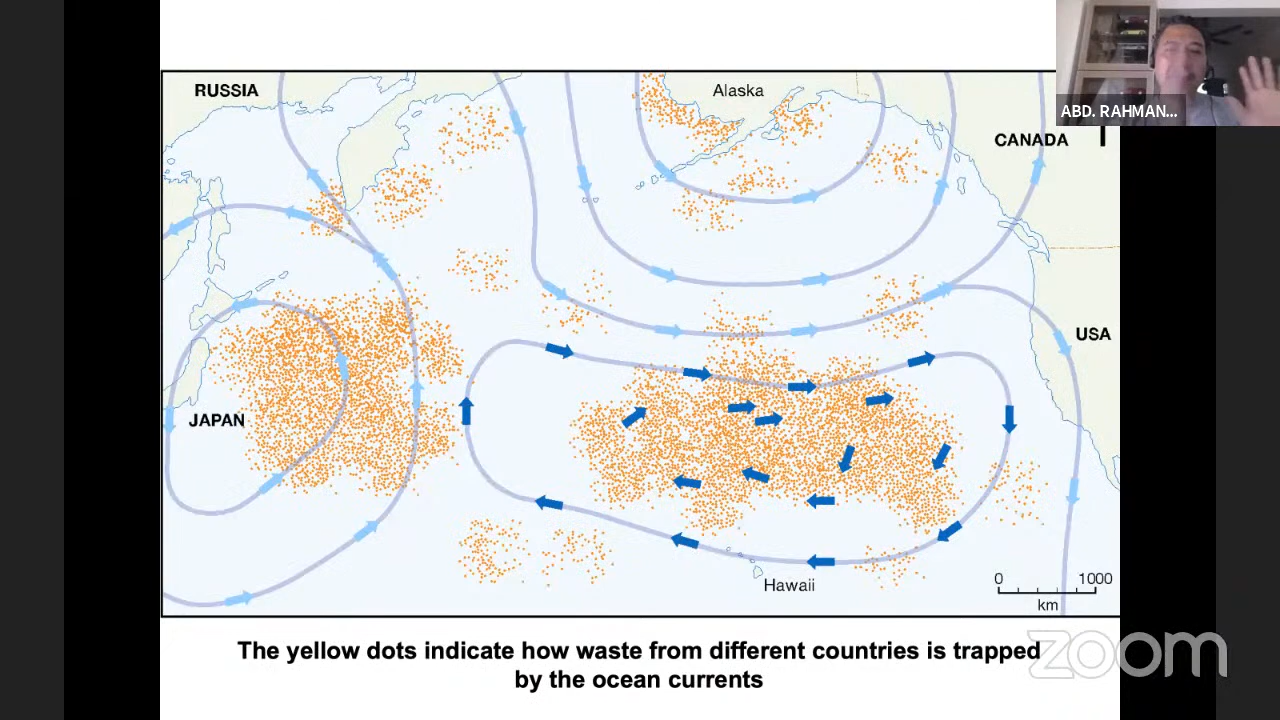 RUSSIA
Alaska
ABD. RAHMAN...
CANADA
USA
JAPAN
Hawaii
0 1000
km
The yellow dots indicate how waste from different countries is trapped
by the ocean currents
zoom